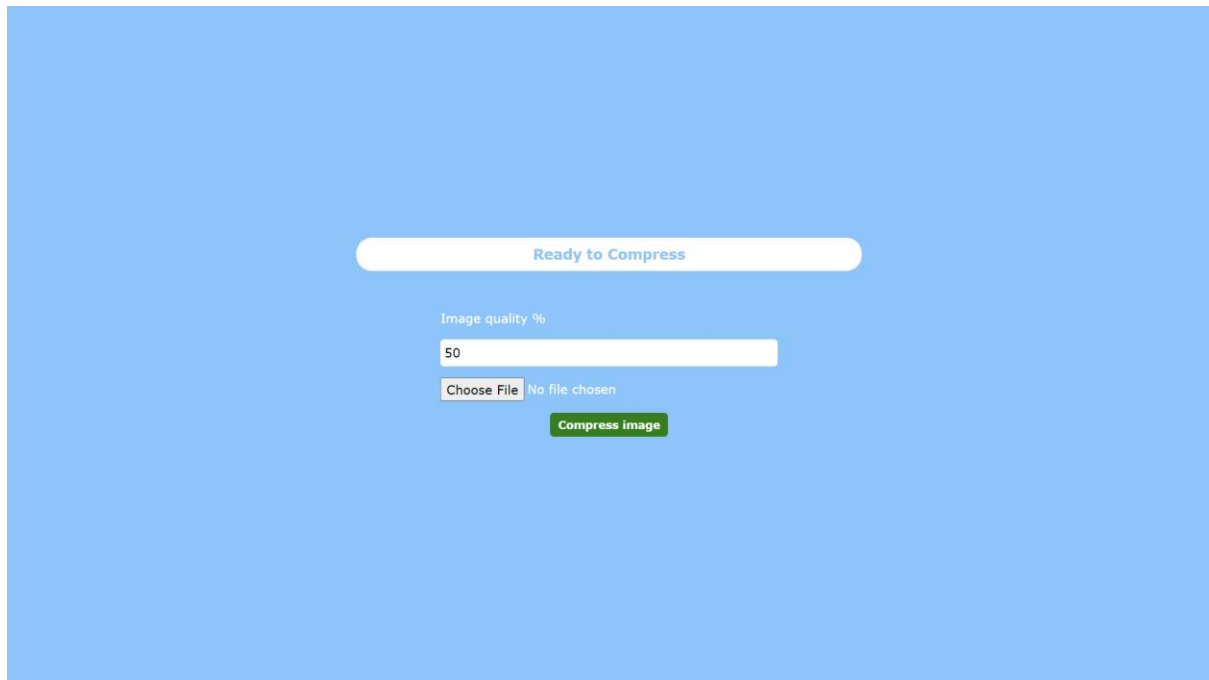 Ready to Compress
Image quality %
50
Choose File No file chosen
Compress image